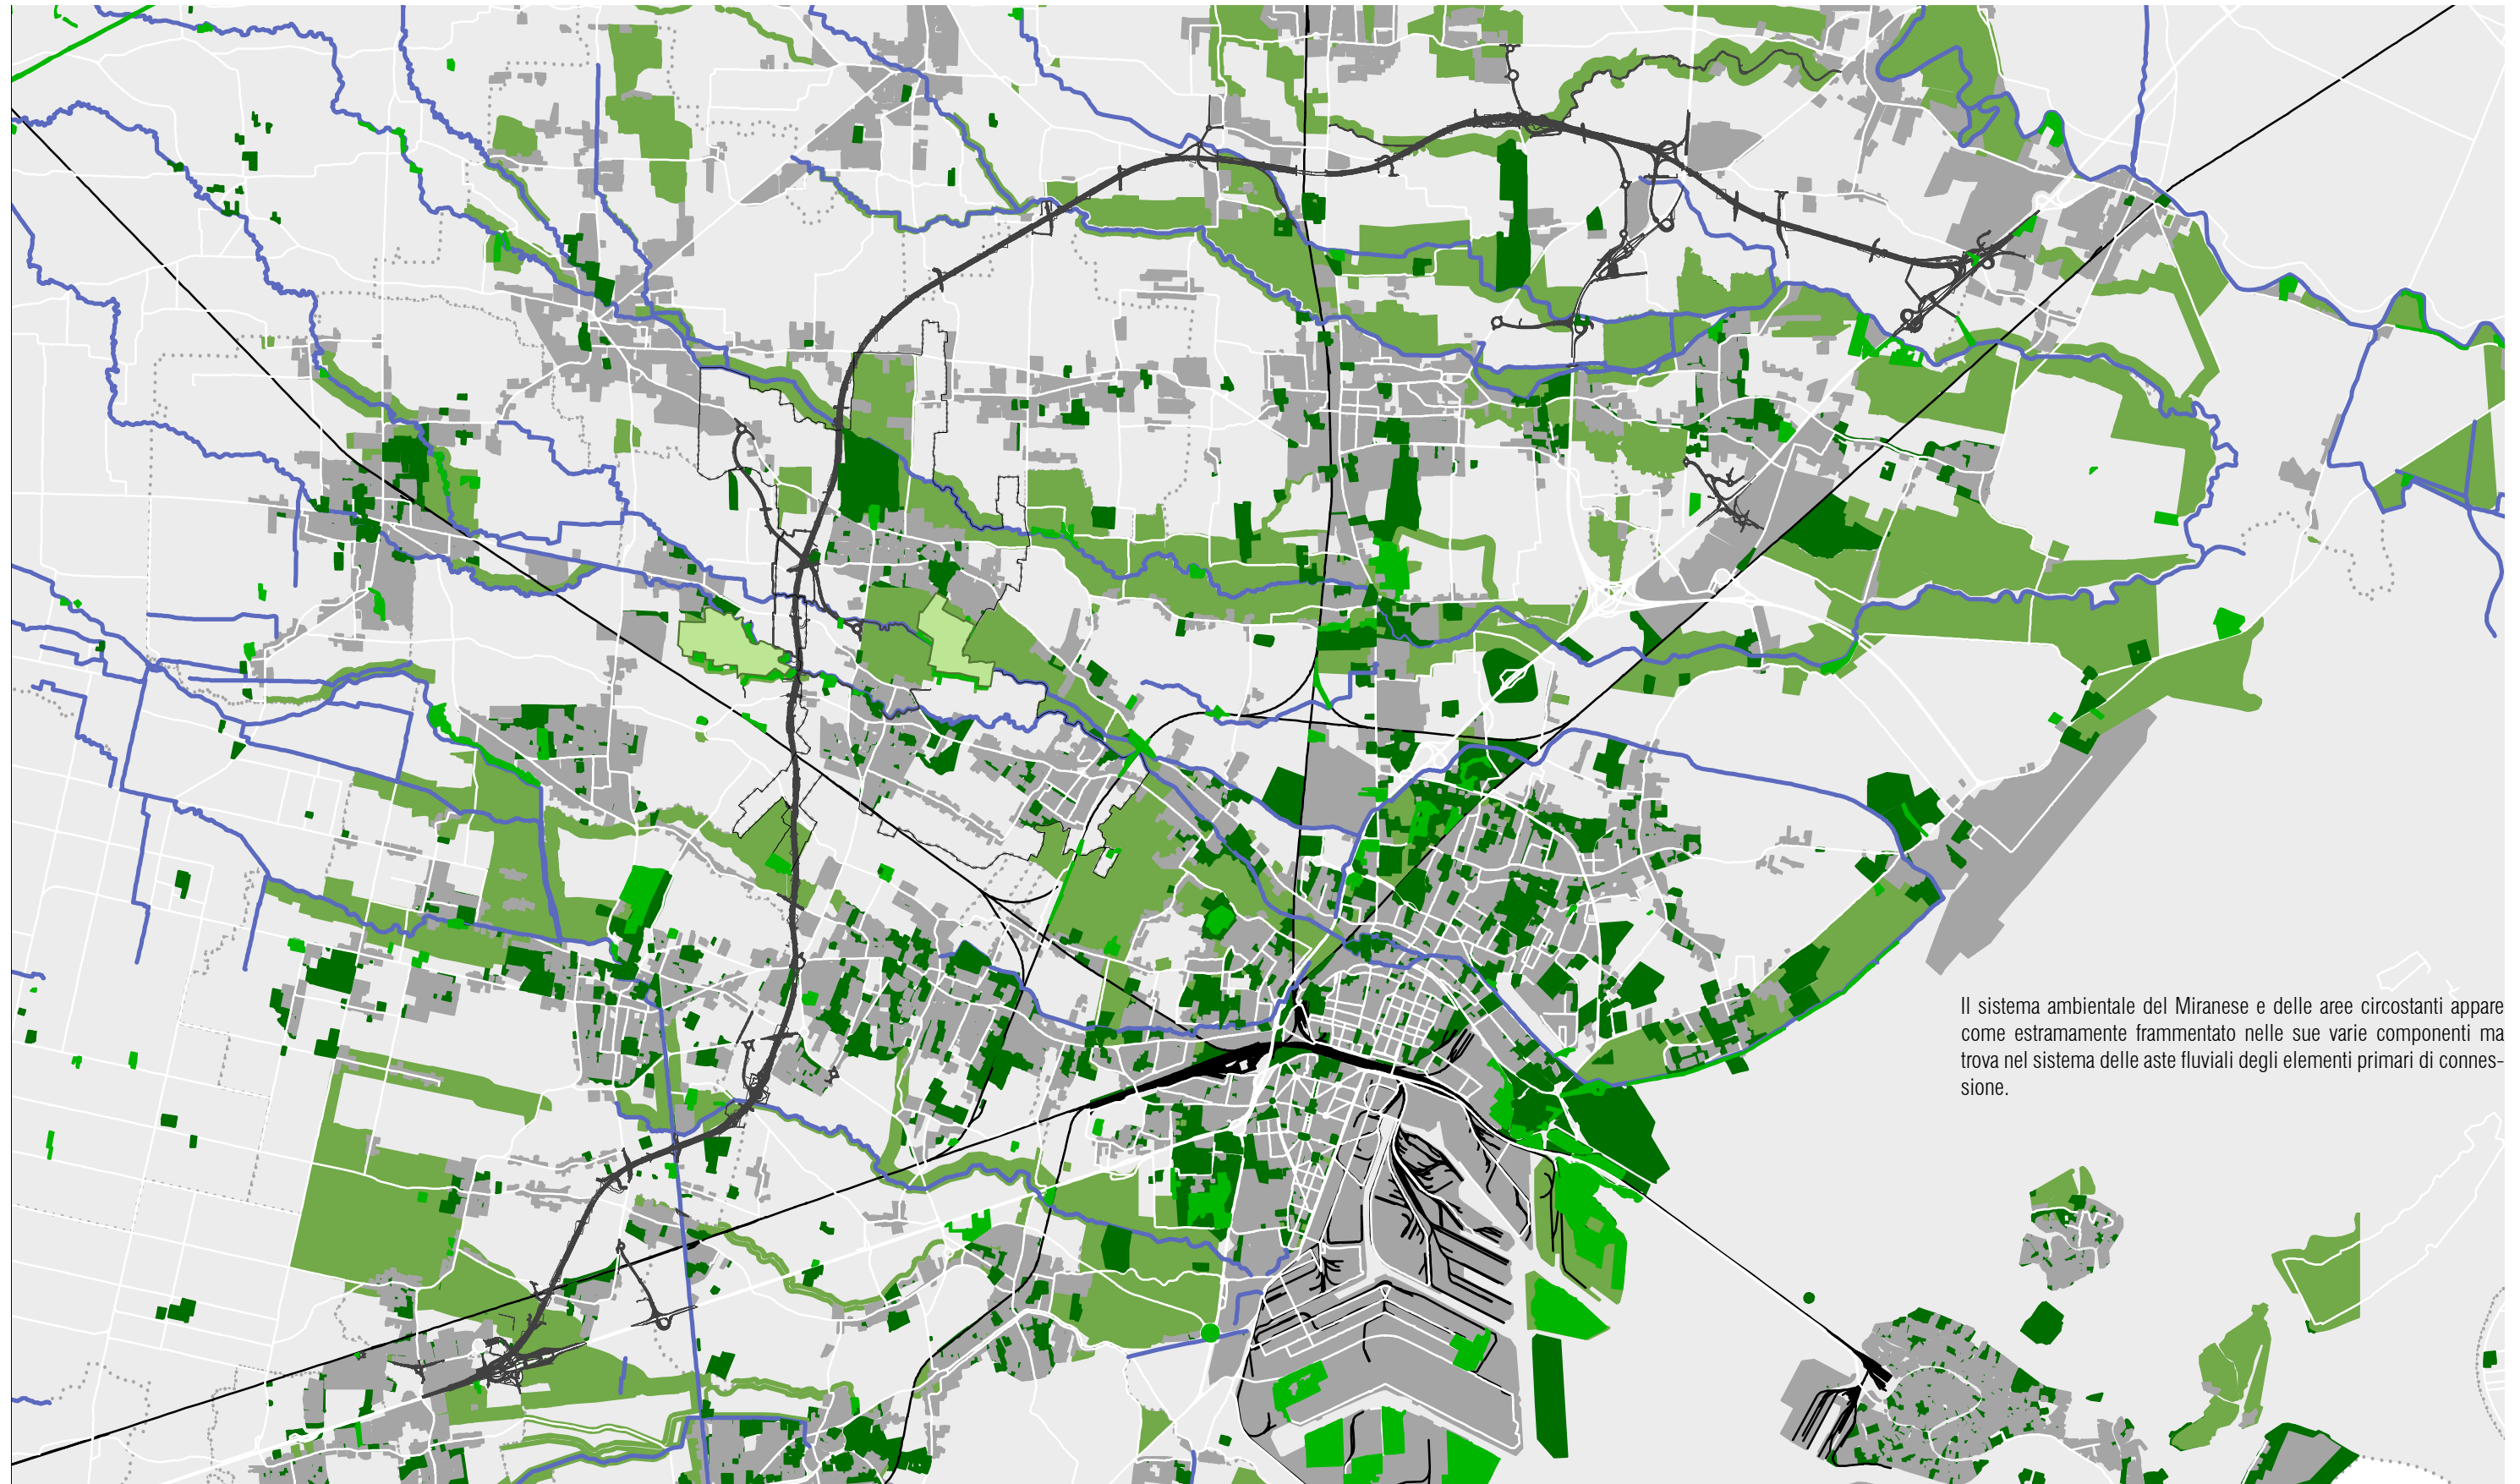 Il sistema ambientale del Miranese e delle aree circostanti appare
come estramamente frammentato nelle sue varie componenti ma
trova nel sistema delle aste fluviali degli elementi primari di connes-
sione.